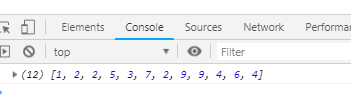 Elements Console Sources Network Performan
top Filter
(12) [1, 2, 2, 5, 3, 7, 2, 9, 9, 4, 6, 4]